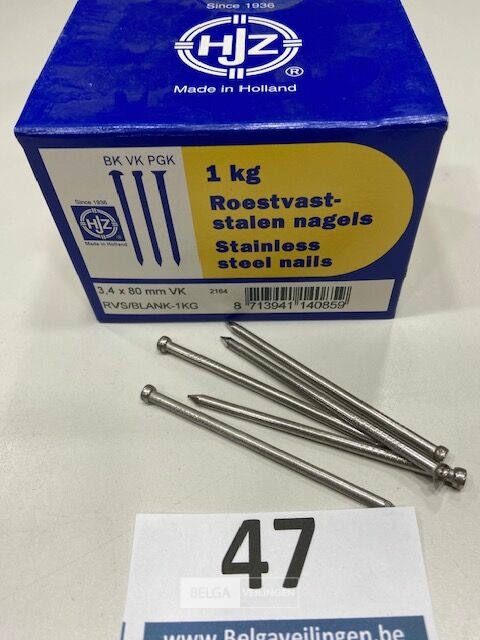 Since 1936
HJZ
®
Made in Holland
BK VK PGK
Since 1936
HJZ
Made in Holland
1 kg
Roestvast-
stalen nagels
Stainless
steel nails
3,4 x 80 mm VK
2164
RVS/BLANK-1KG
8 713941 140859
47
BELGA VEILINGEN
www.Belgaveilingen.be